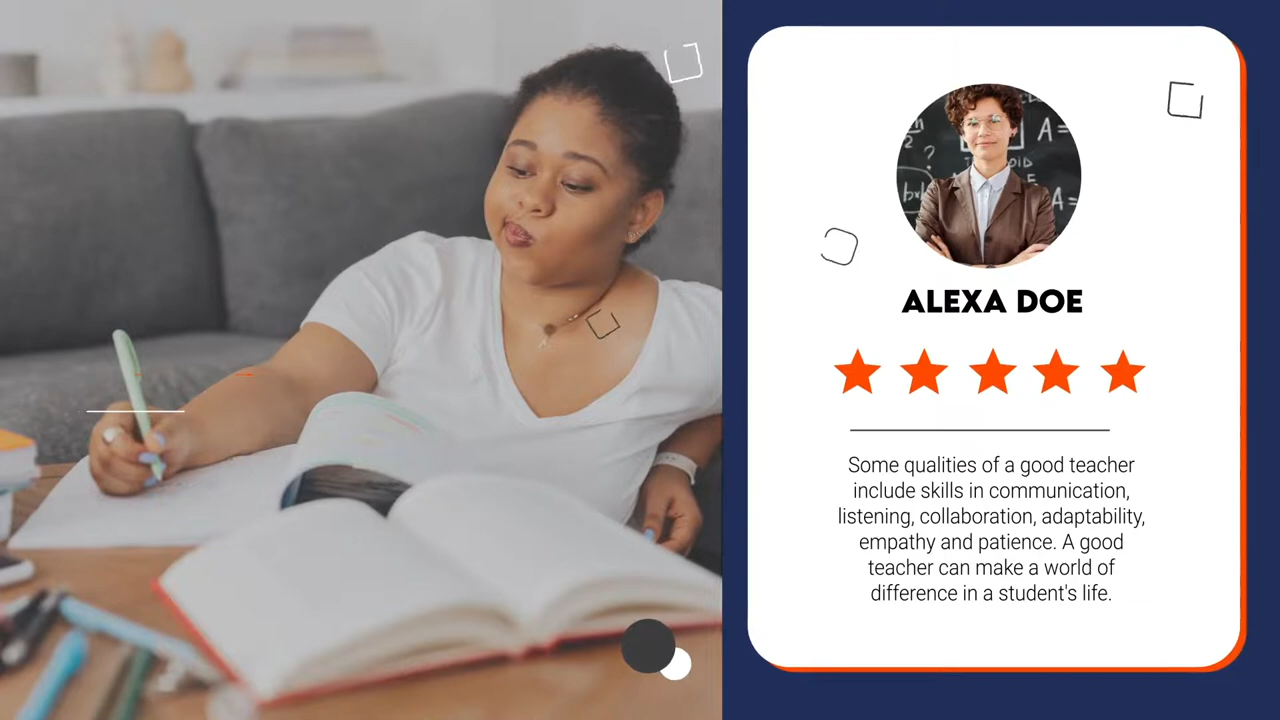 ALEXA DOE
Some qualities of a good teacher
include skills in communication,
listening, collaboration, adaptability,
empathy and patience. A good
teacher can make a world of
difference in a student's life.